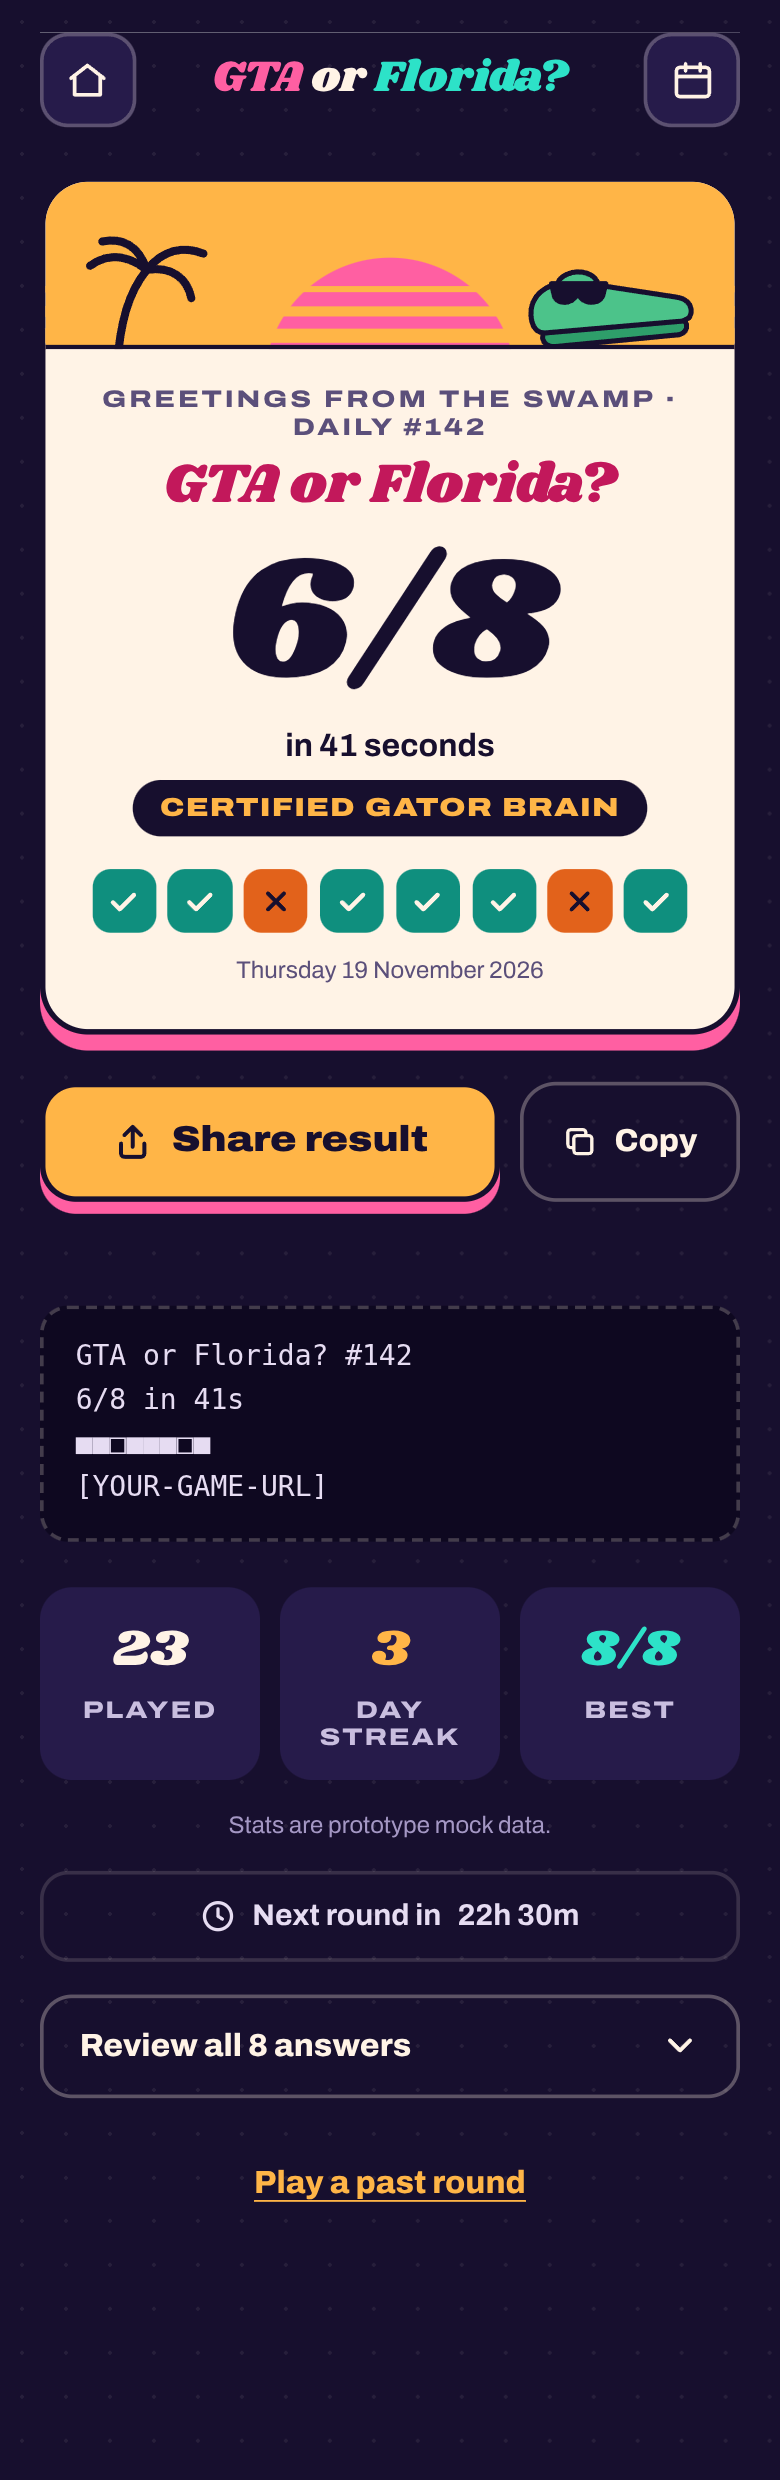 GTA or Florida?
GREETINGS FROM THE SWAMP ·
DAILY #142
GTA or Florida?
6/8
in 41 seconds
CERTIFIED GATOR BRAIN
Thursday 19 November 2026
Share result
Copy
GTA or Florida? #142
6/8 in 41s
■■□■■■□■
[YOUR-GAME-URL]
23
PLAYED
3
DAY
STREAK
8/8
BEST
Stats are prototype mock data.
Next round in 22h 30m
Review all 8 answers
Play a past round